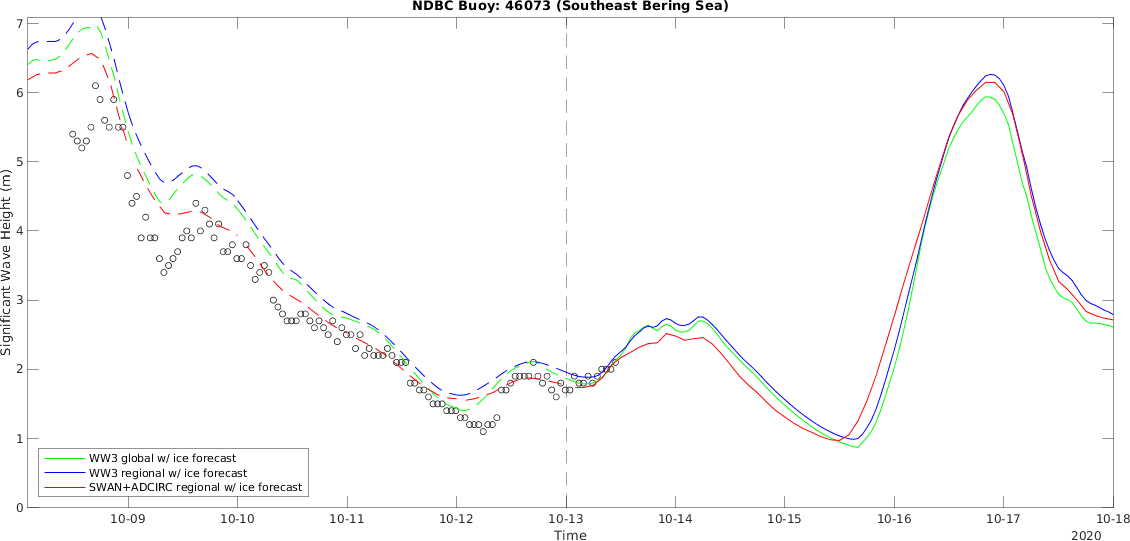 NDBC Buoy: 46073 (Southeast Bering Sea)
Significant Wave Height (m)
7
6
5
4
3
2
1
0
WW3 global w/ ice forecast
WW3 regional w/ ice forecast
SWAN+ADCIRC regional w/ ice forecast
10-09 10-10 10-11 10-12 10-13 10-14 10-15 10-16 10-17 10-18
Time
2020